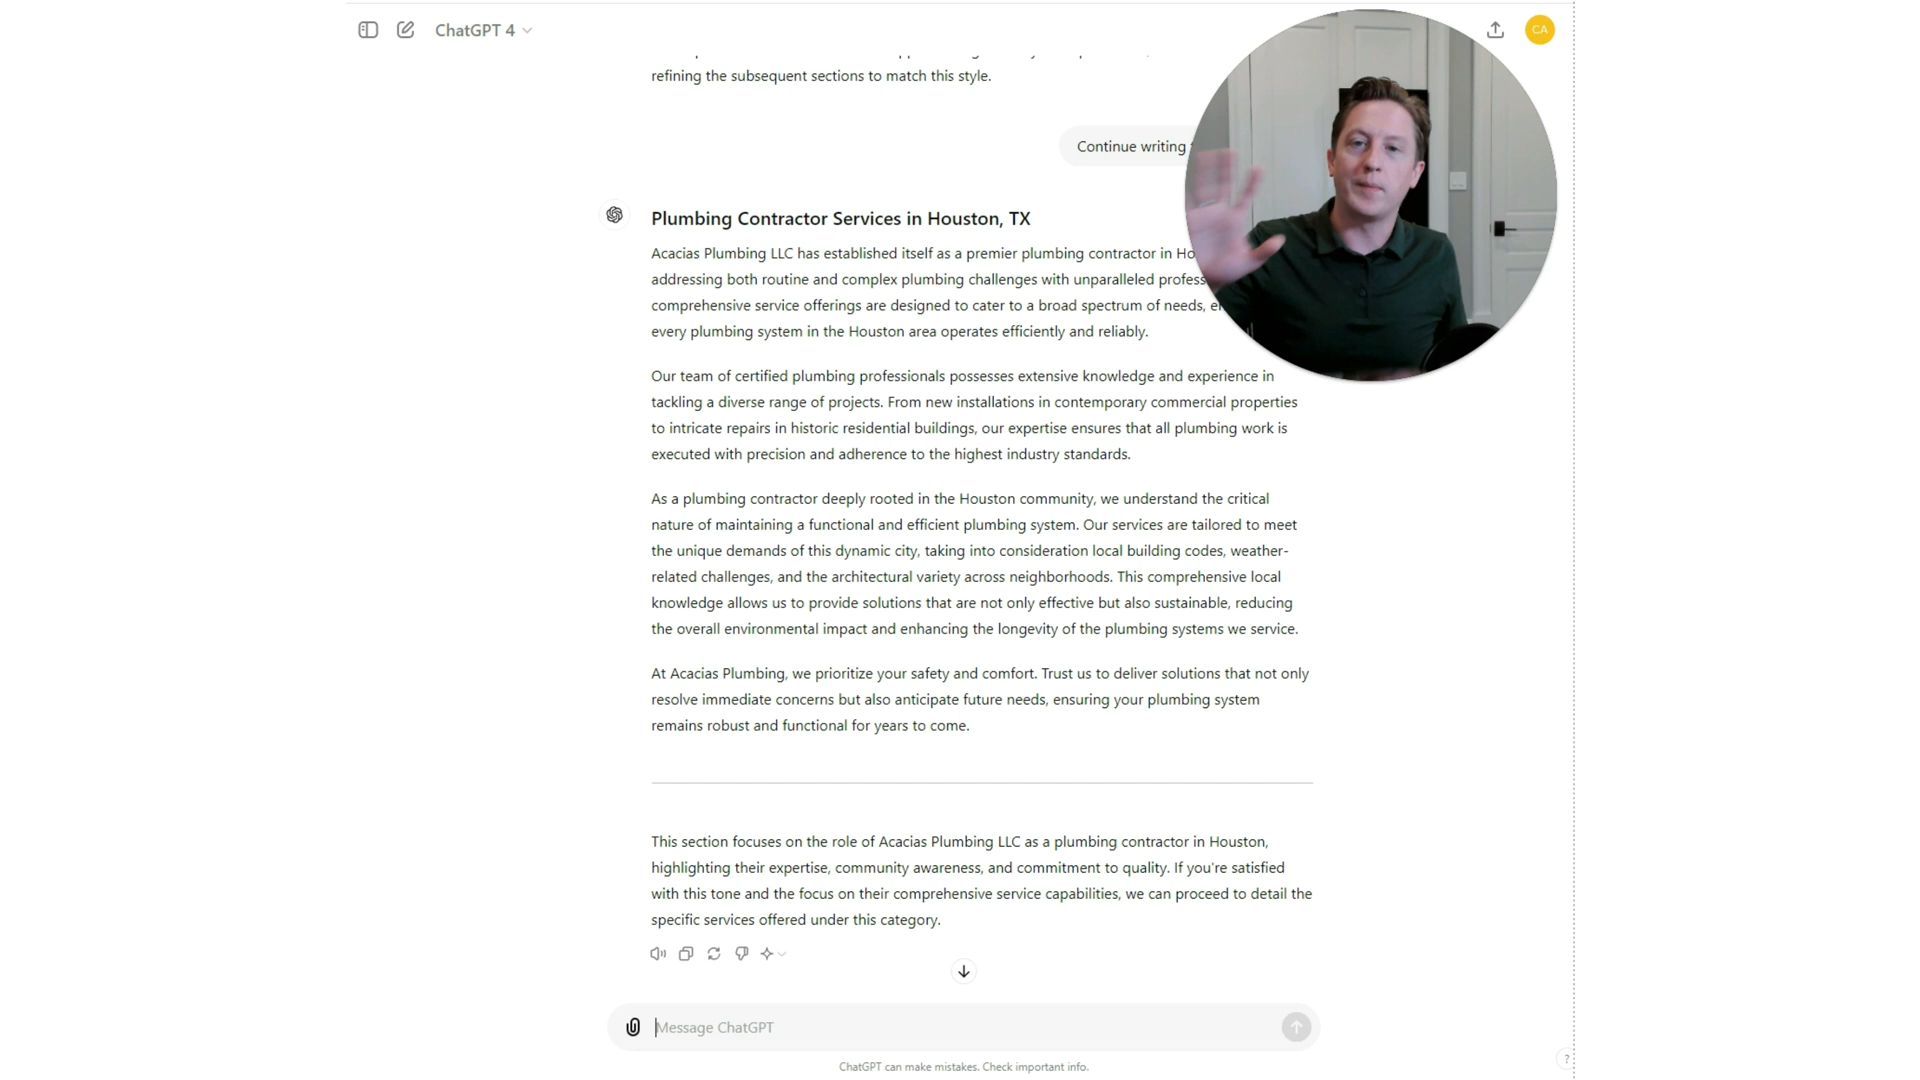 ChatGPT 4
CA
refining the subsequent sections to match this style.
Continue writing
Plumbing Contractor Services in Houston, TX
Acacias Plumbing LLC has established itself as a premier plumbing contractor in
addressing both routine and complex plumbing challenges with unparalleled
comprehensive service offerings are designed to cater to a broad spectrum of needs,
every plumbing system in the Houston area operates efficiently and reliably.
Our team of certified plumbing professionals possesses extensive knowledge and experience in
tackling a diverse range of projects. From new installations in contemporary commercial properties
to intricate repairs in historic residential buildings, our expertise ensures that all plumbing work is
executed with precision and adherence to the highest industry standards.
As a plumbing contractor deeply rooted in the Houston community, we understand the critical
nature of maintaining a functional and efficient plumbing system. Our services are tailored to meet
the unique demands of this dynamic city, taking into consideration local building codes, weather-
related challenges, and the architectural variety across neighborhoods. This comprehensive local
knowledge allows us to provide solutions that are not only effective but also sustainable, reducing
the overall environmental impact and enhancing the longevity of the plumbing systems we service.
At Acacias Plumbing, we prioritize your safety and comfort. Trust us to deliver solutions that not only
resolve immediate concerns but also anticipate future needs, ensuring your plumbing system
remains robust and functional for years to come.
This section focuses on the role of Acacias Plumbing LLC as a plumbing contractor in Houston,
highlighting their expertise, community awareness, and commitment to quality. If you're satisfied
with this tone and the focus on their comprehensive service capabilities, we can proceed to detail the
specific services offered under this category.
Message ChatGPT
ChatGPT can make mistakes. Check important info.
?